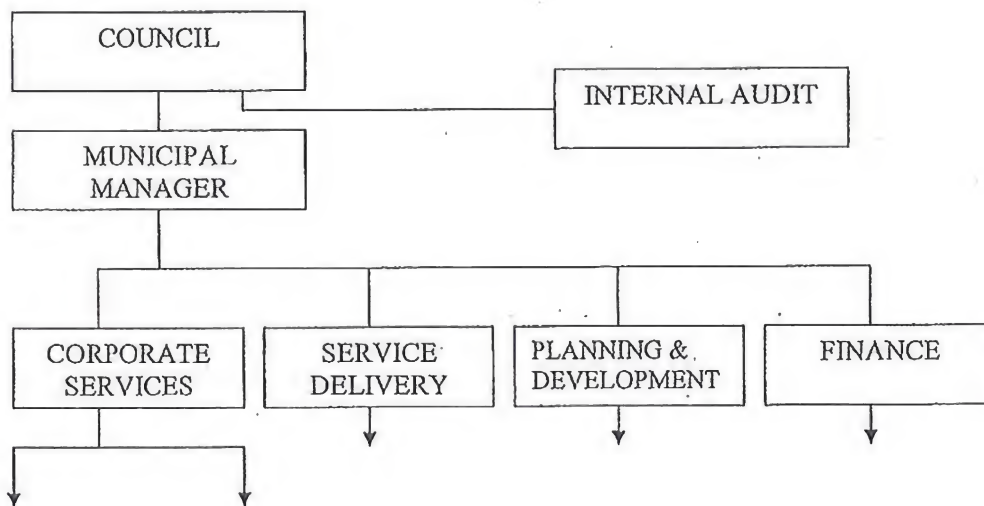 COUNCIL
INTERNAL AUDIT
MUNICIPAL
MANAGER
CORPORATE
SERVICES
SERVICE
DELIVERY
PLANNING &
DEVELOPMENT
FINANCE